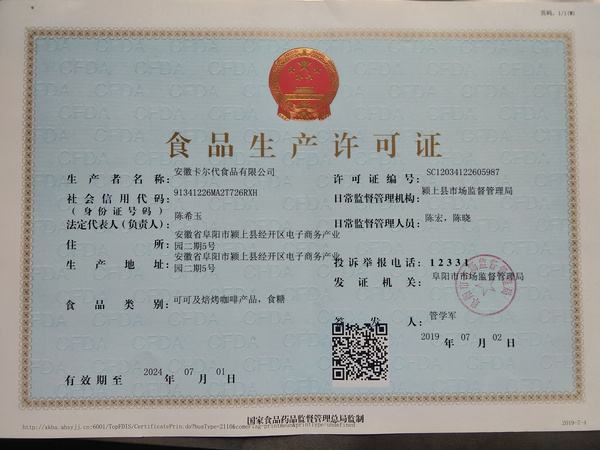 页码: 1/1(W)
食品生产许可证
生产者名称: 安徽卡尔代食品有限公司
社会信用代码: 91341226MA2T726RXH
(身份证号码)
法定代表人(负责人): 陈希玉
住所: 安徽省阜阳市颍上县经开区电子商务产业
园二期5号
生产地址: 安徽省阜阳市颍上县经开区电子商务产业
园二期5号
食品类别: 可可及焙烤咖啡产品, 食糖
有效期至 2024 年 07 月 01 日
许可证编号: SC12034122605987
日常监督管理机构: 颍上县市场监督管理局
日常监督管理人员: 陈宏, 陈晓
投诉举报电话: 12331
发证机关: 阜阳市市场监督管理局
签发人: 管学军
2019 年 07 月 02 日
国家食品药品监督管理总局监制
2019-7-4